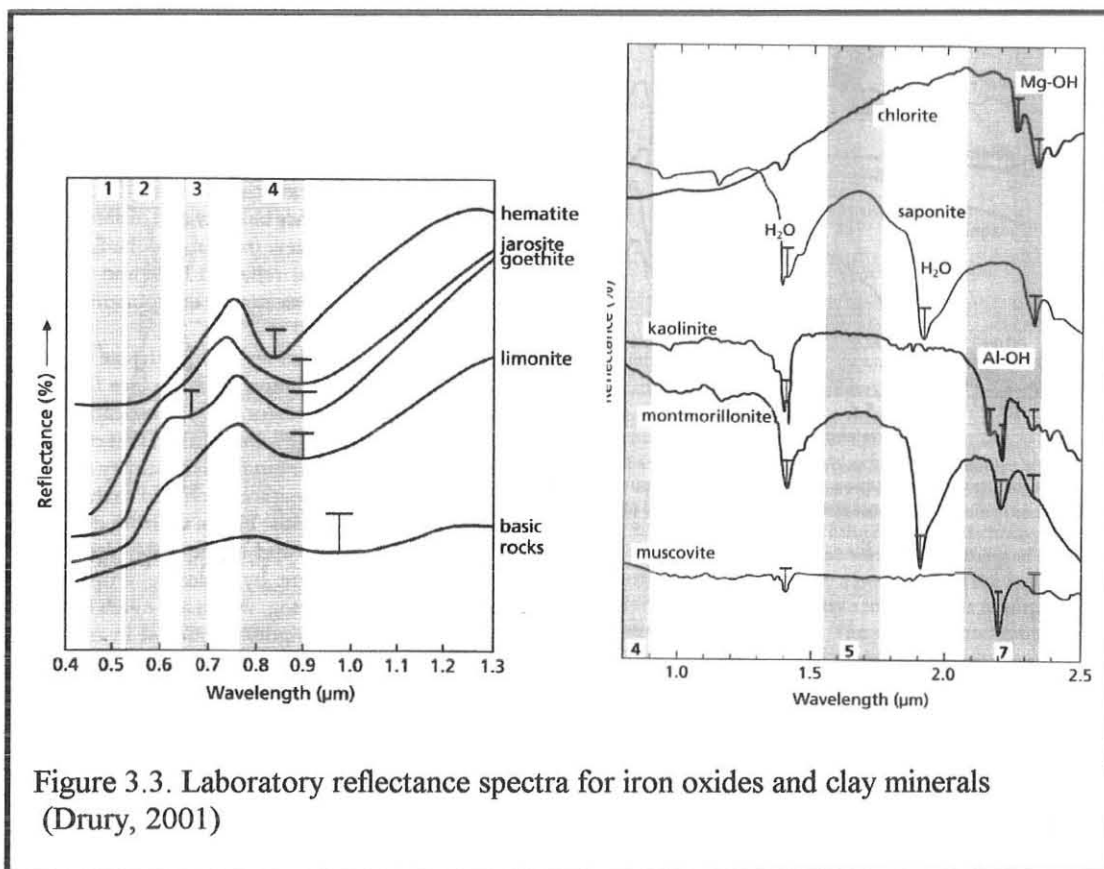 1 2 3 4
hematite
jarosite
goethite
limonite
basic
rocks
Reflectance (%)
0.4 0.5 0.6 0.7 0.8 0.9 1.0 1.1 1.2 1.3
Wavelength (µm)
Mg-OH
chlorite
saponite
H₂O
H₂O
kaolinite
Al-OH
montmorillonite
muscovite
4 5 7
1.0 1.5 2.0 2.5
Wavelength (µm)
Figure 3.3. Laboratory reflectance spectra for iron oxides and clay minerals
(Drury, 2001)